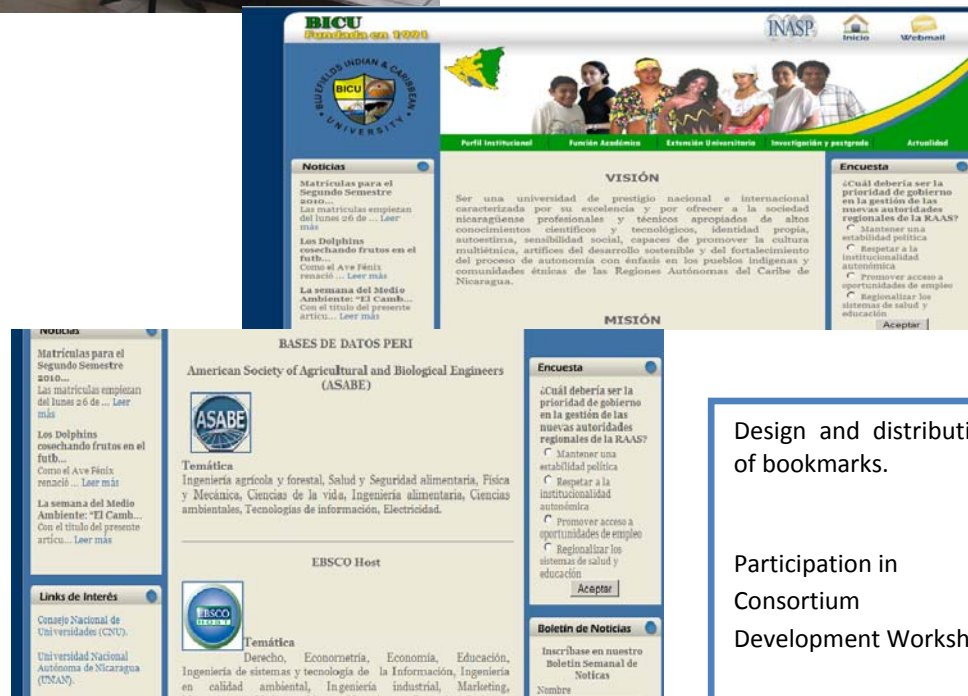 BICU
Fundada en 1991
INASP
Inicio
Webmail
BLUEFIELDS INDIAN & CARIBBEAN UNIVERSITY
BICU
Perfil Institucional
Función Académica
Extensión Universitaria
Investigación y postgrado
Actualidad
Noticias
Matrículas para el
Segundo Semestre
2010...
Las matrículas empiezan
del lunes 26 de ... Leer
más
Los Dolphins
cosechando frutos en el
futb...
Como el Ave Fénix
renació ... Leer más
La semana del Medio
Ambiente: "El Camb...
Con el título del presente
artícu... Leer más
VISIÓN
Ser una universidad de prestigio nacional e internacional
caracterizada por su excelencia y por ofrecer a la sociedad
nicaragüense profesionales y técnicos apropiados de altos
conocimientos científicos y tecnológicos, identidad propia,
autoestima, sensibilidad social, capaces de promover la cultura
multiétnica, artífices del desarrollo sostenible y del fortalecimiento
del proceso de autonomía con énfasis en los pueblos indígenas y
comunidades étnicas de las Regiones Autónomas del Caribe de
Nicaragua.
MISIÓN
Encuesta
¿Cuál debería ser la
prioridad de gobierno
en la gestión de las
nuevas autoridades
regionales de la RAAS?
Mantener una
estabilidad política
Respetar a la
institucionalidad
autonómica
Promover acceso a
oportunidades de empleo
Regionalizar los
sistemas de salud y
educación
Aceptar
Noticias
Matrículas para el
Segundo Semestre
2010...
Las matrículas empiezan
del lunes 26 de ... Leer
más
Los Dolphins
cosechando frutos en el
futb...
Como el Ave Fénix
renació ... Leer más
La semana del Medio
Ambiente: "El Camb...
Con el título del presente
artícu... Leer más
Links de Interés
Consejo Nacional de
Universidades (CNU).
Universidad Nacional
Autónoma de Nicaragua
(UNAN).
BASES DE DATOS PERI
American Society of Agricultural and Biological Engineers
(ASABE)
ASABE
Temática
Ingeniería agrícola y forestal, Salud y Seguridad alimentaria, Física
y Mecánica, Ciencias de la vida, Ingeniería alimentaria, Ciencias
ambientales, Tecnologías de información, Electricidad.
EBSCO Host
EBSCO
HOST
Temática
Derecho, Econometría, Economía, Educación,
Ingeniería de sistemas y tecnología de la Información, Ingeniería
en calidad ambiental, Ingeniería industrial, Marketing,
Encuesta
¿Cuál debería ser la
prioridad de gobierno
en la gestión de las
nuevas autoridades
regionales de la RAAS?
Mantener una
estabilidad política
Respetar a la
institucionalidad
autonómica
Promover acceso a
oportunidades de empleo
Regionalizar los
sistemas de salud y
educación
Aceptar
Boletín de Noticias
Inscríbase en nuestro
Boletín Semanal de
Noticas
Nombre
Design and distributi
of bookmarks.
Participation in
Consortium
Development Worksh